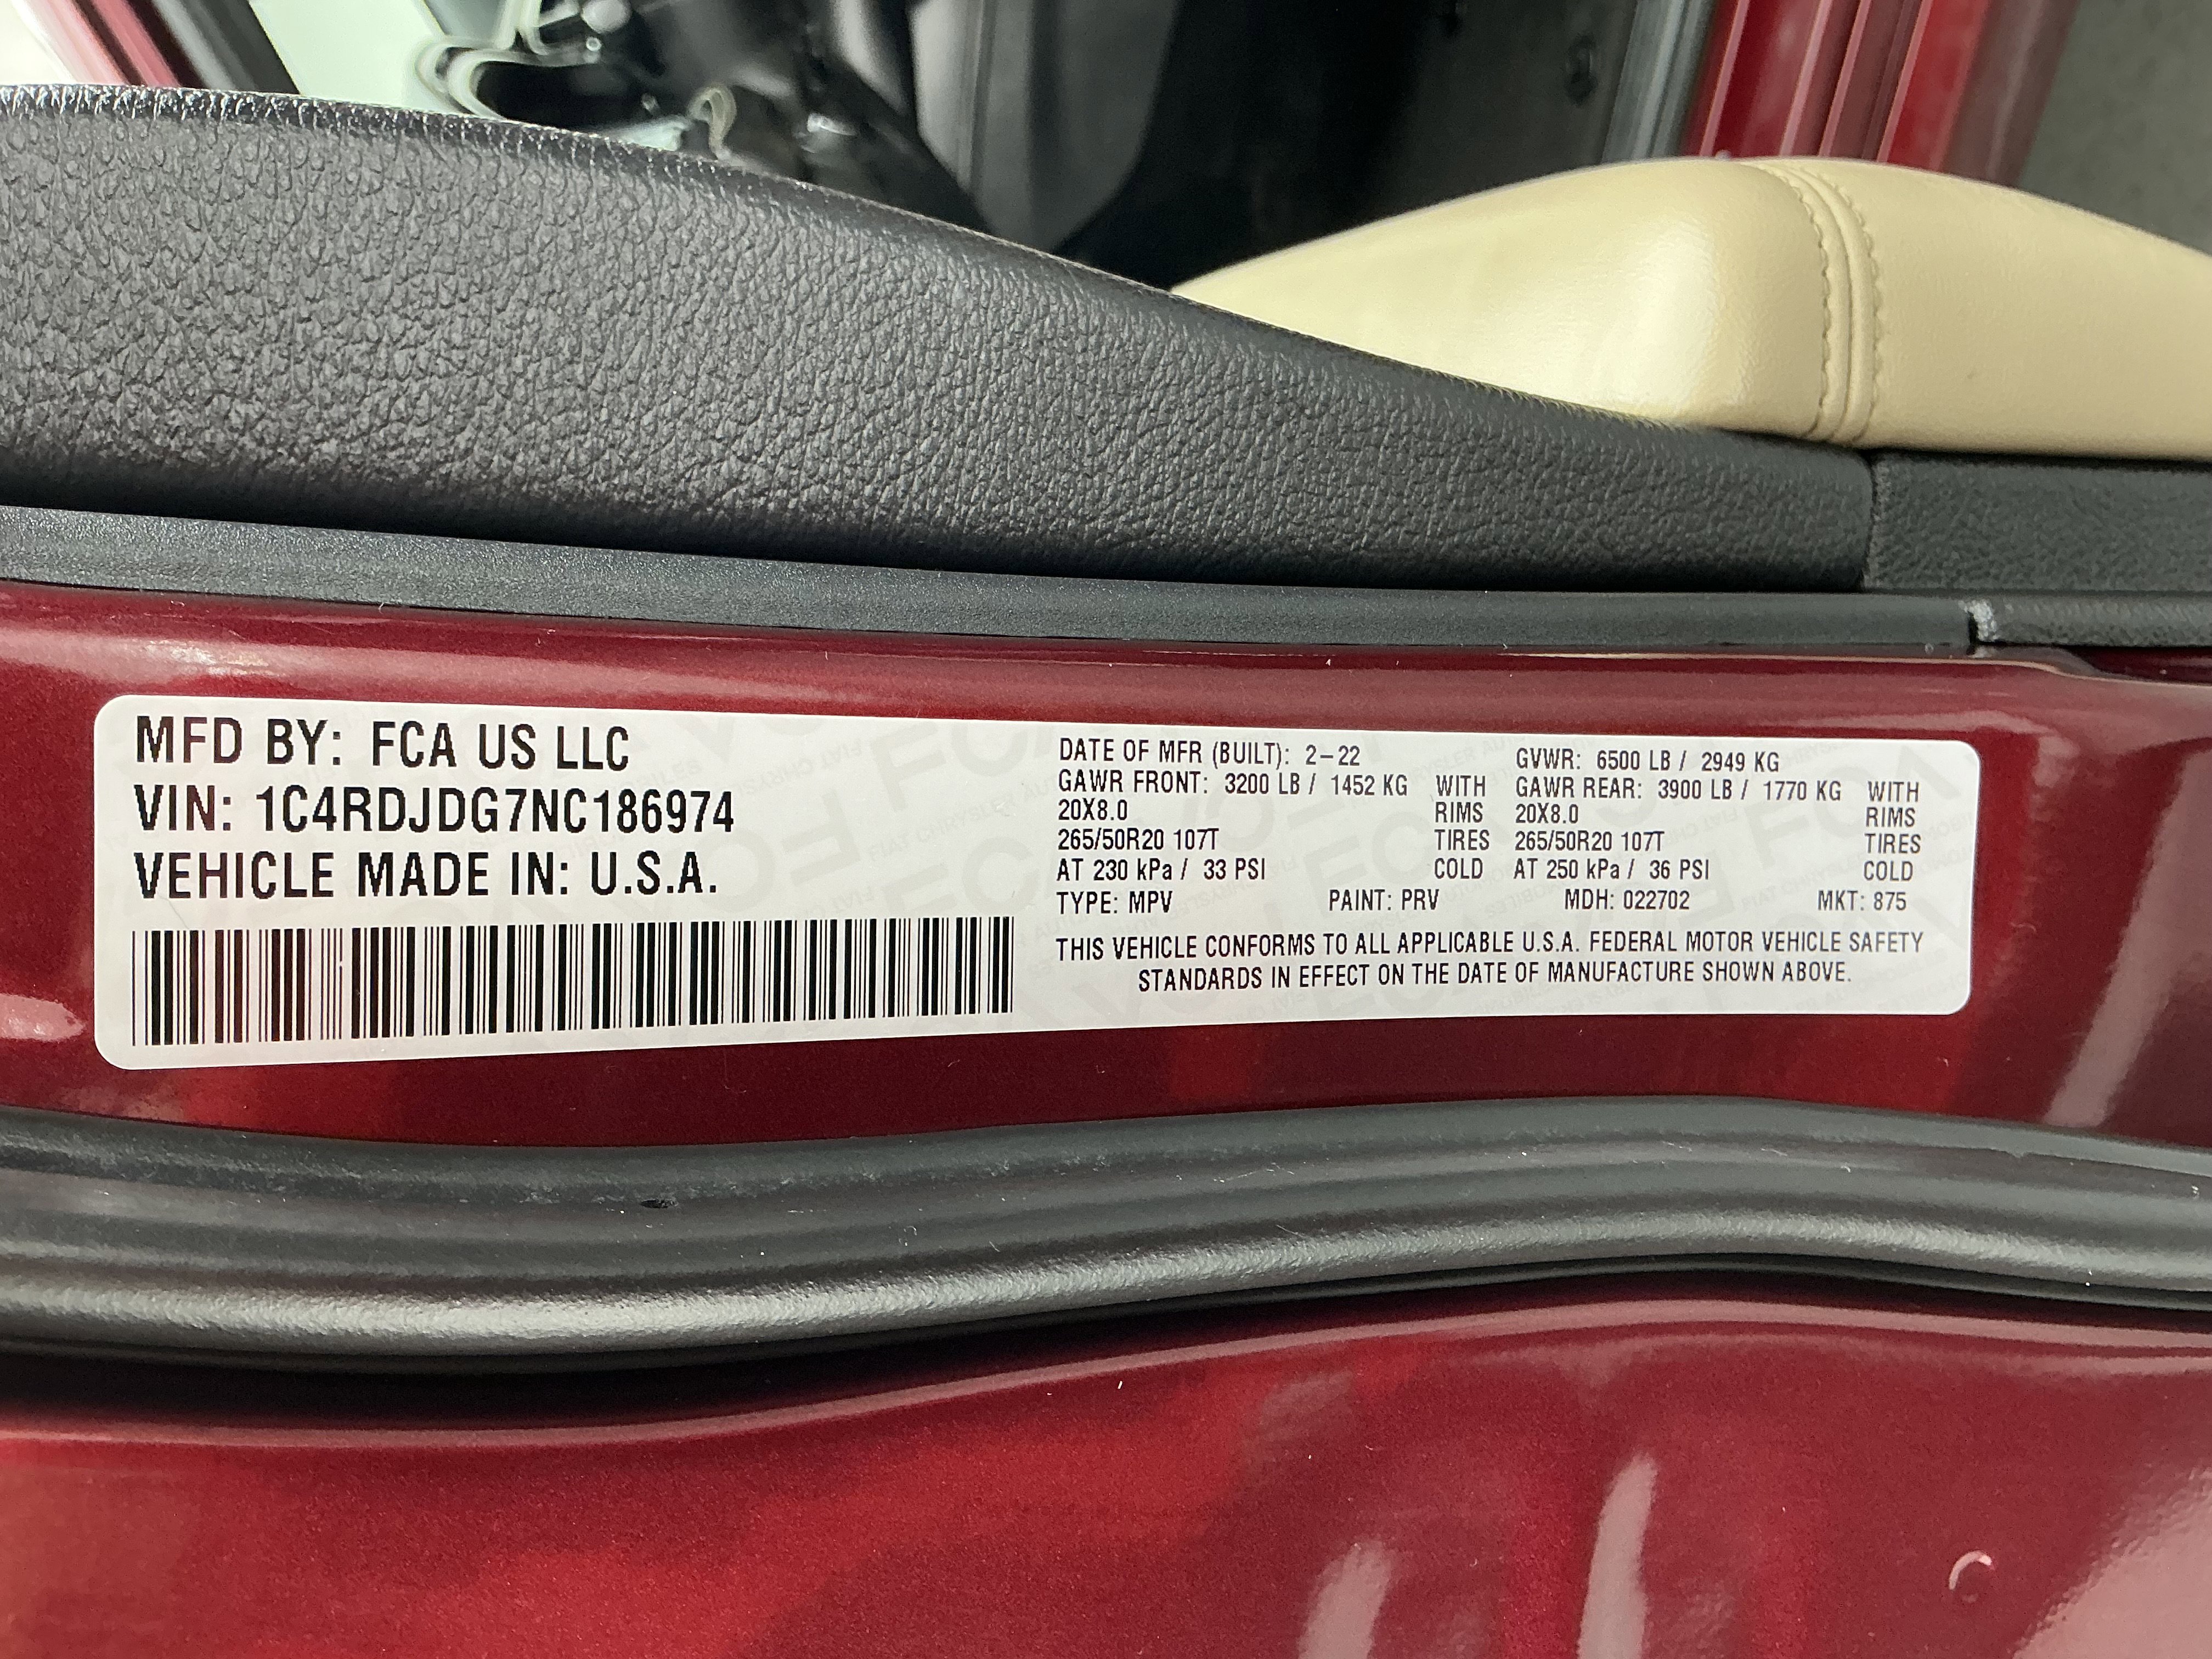 MFD BY: FCA US LLC
VIN: 1C4RDJDG7NC186974
VEHICLE MADE IN: U.S.A.
DATE OF MFR (BUILT): 2-22 GVWR: 6500 LB / 2949 KG
GAWR FRONT: 3200 LB / 1452 KG WITH GAWR REAR: 3900 LB / 1770 KG WITH
20X8.0 RIMS 20X8.0 RIMS
265/50R20 107T TIRES 265/50R20 107T TIRES
AT 230 kPa / 33 PSI COLD AT 250 kPa / 36 PSI COLD
TYPE: MPV PAINT: PRV MDH: 022702 MKT: 875
THIS VEHICLE CONFORMS TO ALL APPLICABLE U.S.A. FEDERAL MOTOR VEHICLE SAFETY
STANDARDS IN EFFECT ON THE DATE OF MANUFACTURE SHOWN ABOVE.